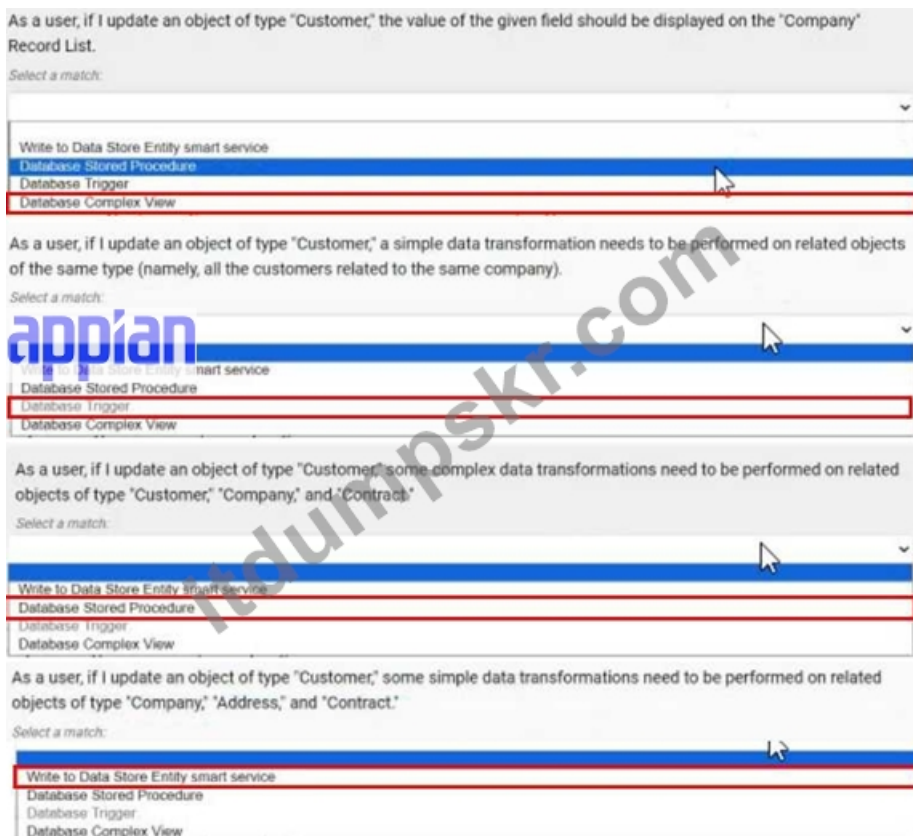 As a user, if I update an object of type "Customer," the value of the given field should be displayed on the "Company"
Record List.
Select a match:
Write to Data Store Entity smart service
Database Stored Procedure
Database Trigger
Database Complex View
As a user, if I update an object of type "Customer," a simple data transformation needs to be performed on related objects
of the same type (namely, all the customers related to the same company).
Select a match:
appian
Write to Data Store Entity smart service
Database Stored Procedure
Database Trigger
Database Complex View
As a user, if I update an object of type "Customer," some complex data transformations need to be performed on related
objects of type "Customer," "Company," and "Contract."
Select a match:
Write to Data Store Entity smart service
Database Stored Procedure
Database Trigger
Database Complex View
As a user, if I update an object of type "Customer," some simple data transformations need to be performed on related
objects of type "Company," "Address," and "Contract."
Select a match:
Write to Data Store Entity smart service
Database Stored Procedure
Database Trigger
Database Complex View
itdumpskr.com